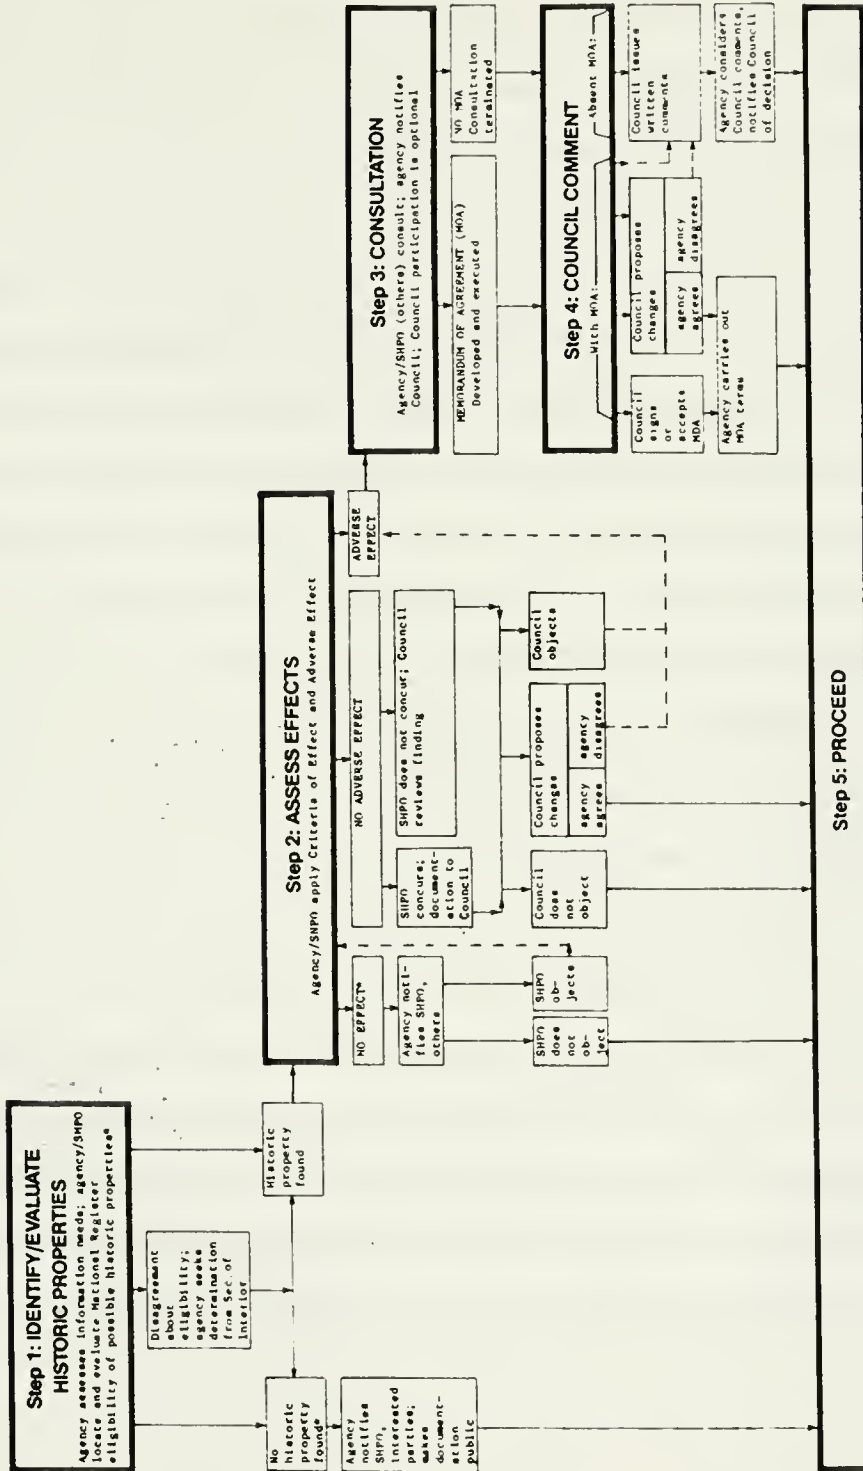 Step 1: IDENTIFY/EVALUATE
HISTORIC PROPERTIES
Agency assesses information needs; agency/SHPO
locate and evaluate National Register
eligibility of possible historic properties*
Disagreement
about
eligibility;
agency seeks
determination
from Sec. of
Interior
No
historic
property
found*
Historic
property
found
Agency
notifies
SHPO,
interested
parties;
makes
document-
ation
public
Step 2: ASSESS EFFECTS
Agency/SHPO apply Criteria of Effect and Adverse Effect
NO EFFECT*
Agency noti-
fies SHPO,
others
SHPO
does
not
ob-
ject
SHPO
ob-
jects
NO ADVERSE EFFECT
SHPO
concurs;
document-
ation to
Council
SHPO does not concur; Council
reviews finding
Council
does
not
object
Council proposes
changes
agency
agrees
agency
disagrees
Council
objects
ADVERSE
EFFECT
Step 3: CONSULTATION
Agency/SHPO (others) consult; agency notifies
Council; Council participation is optional
MEMORANDUM OF AGREEMENT (MOA)
Developed and executed
NO MOA
Consultation
terminated
Step 4: COUNCIL COMMENT
With MOA:
Absent MOA:
Council
signs
or
accepts
MOA
Council proposes
changes
agency
agrees
agency
disagrees
Council issues
written
comments
Agency carries out
MOA terms
Agency considers
Council comments,
notifies Council
of decision
Step 5: PROCEED